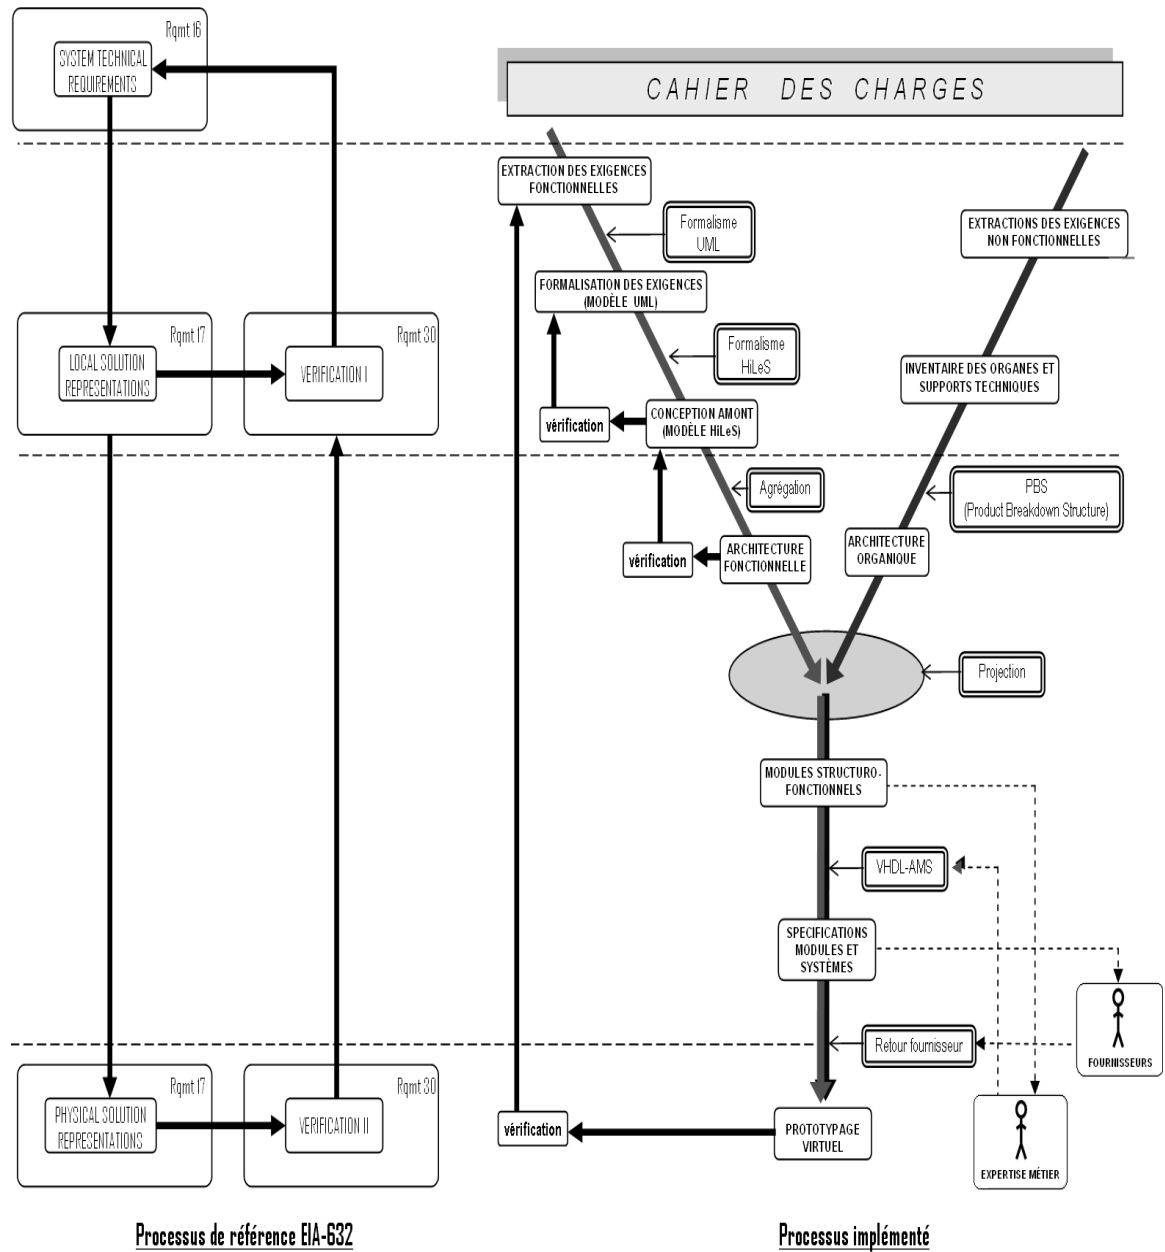 Rqmt 16
SYSTEM TECHNICAL
REQUIREMENTS
CAHIER DES CHARGES
EXTRACTION DES EXIGENCES
FONCTIONNELLES
Formalisme
UML
EXTRACTIONS DES EXIGENCES
NON FONCTIONNELLES
FORMALISATION DES EXIGENCES
(MODÈLE UML)
Rqmt 17
LOCAL SOLUTION
REPRESENTATIONS
Rqmt 30
VERIFICATION I
Formalisme
HiLeS
INVENTAIRE DES ORGANES ET
SUPPORTS TECHNIQUES
vérification
CONCEPTION AMONT
(MODÈLE HiLeS)
Agrégation
PBS
(Product Breakdown Structure)
vérification
ARCHITECTURE
FONCTIONNELLE
ARCHITECTURE
ORGANIQUE
Projection
MODULES STRUCTURO-
FONCTIONNELS
VHDL-AMS
SPECIFICATIONS
MODULES ET
SYSTÈMES
Retour fournisseur
FOURNISSEURS
Rqmt 17
PHYSICAL SOLUTION
REPRESENTATIONS
Rqmt 30
VERIFICATION II
vérification
PROTOTYPAGE
VIRTUEL
EXPERTISE MÉTIER
Processus de référence EIA-632
Processus implémenté